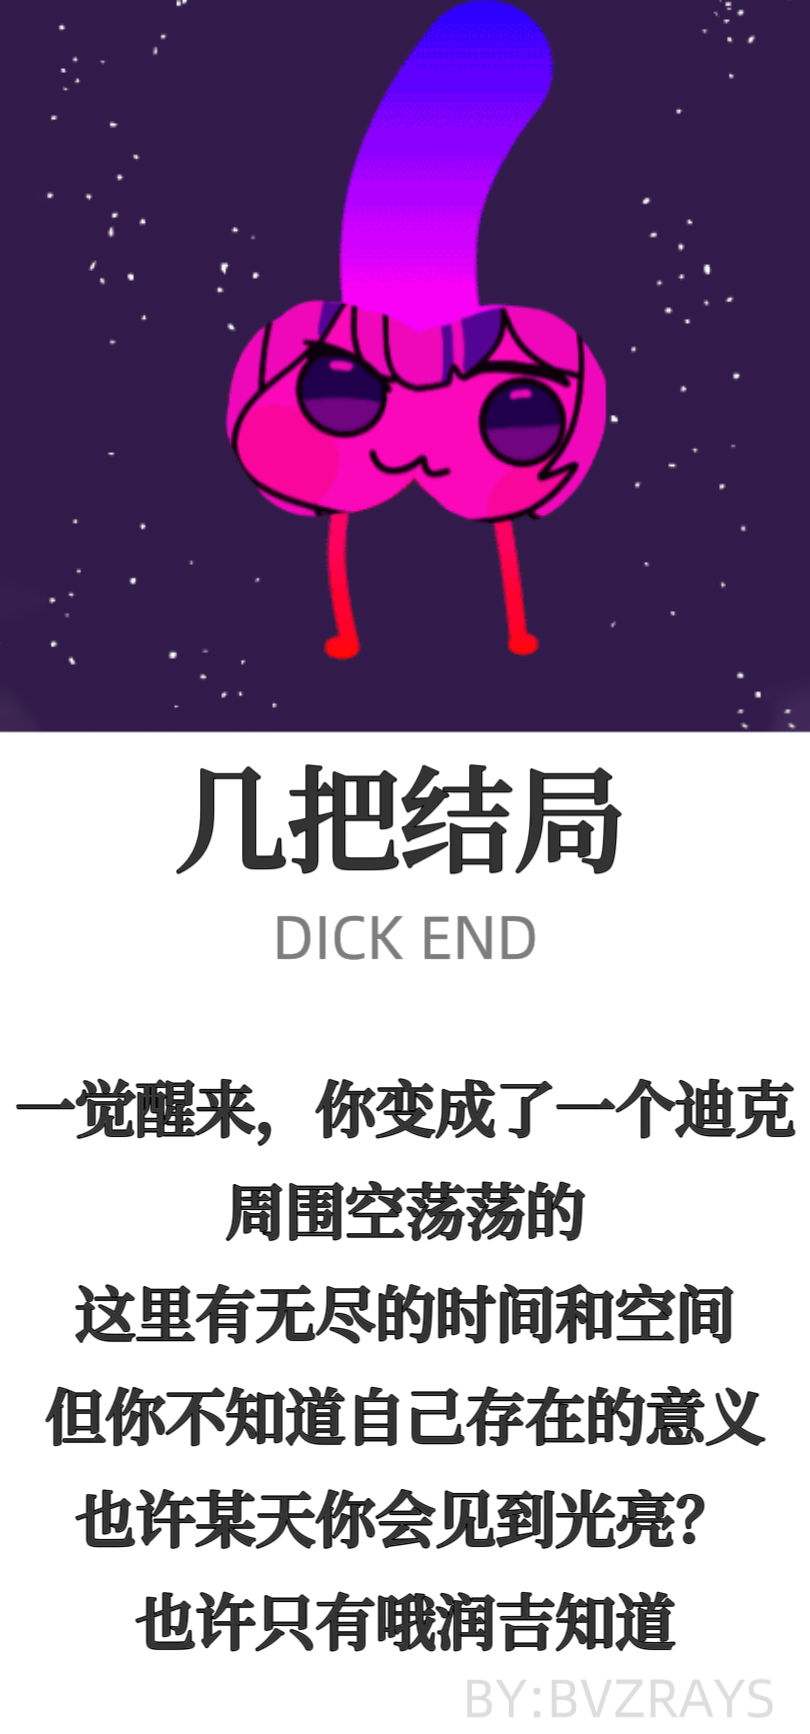 几把结局
DICK END
一觉醒来，你变成了一个迪克
周围空荡荡的
这里有无尽的时间和空间
但你不知道自己存在的意义
也许某天你会见到光亮？
也许只有哦润吉知道
BY:BVZRAYS